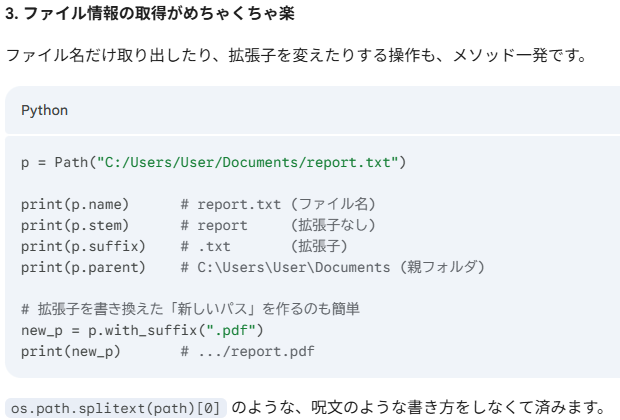 3. ファイル情報の取得がめちゃくちゃ楽
ファイル名だけ取り出したり、拡張子を変えたりする操作も、メソッド一発です。
Python
p = Path("C:/Users/User/Documents/report.txt")
print(p.name)      # report.txt (ファイル名)
print(p.stem)      # report     (拡張子なし)
print(p.suffix)    # .txt       (拡張子)
print(p.parent)    # C:\Users\User\Documents (親フォルダ)
# 拡張子を書き換えた「新しいパス」を作るのも簡単
new_p = p.with_suffix(".pdf")
print(new_p)       # .../report.pdf
os.path.splitext(path)[0] のような、呪文のような書き方をしなくて済みます。